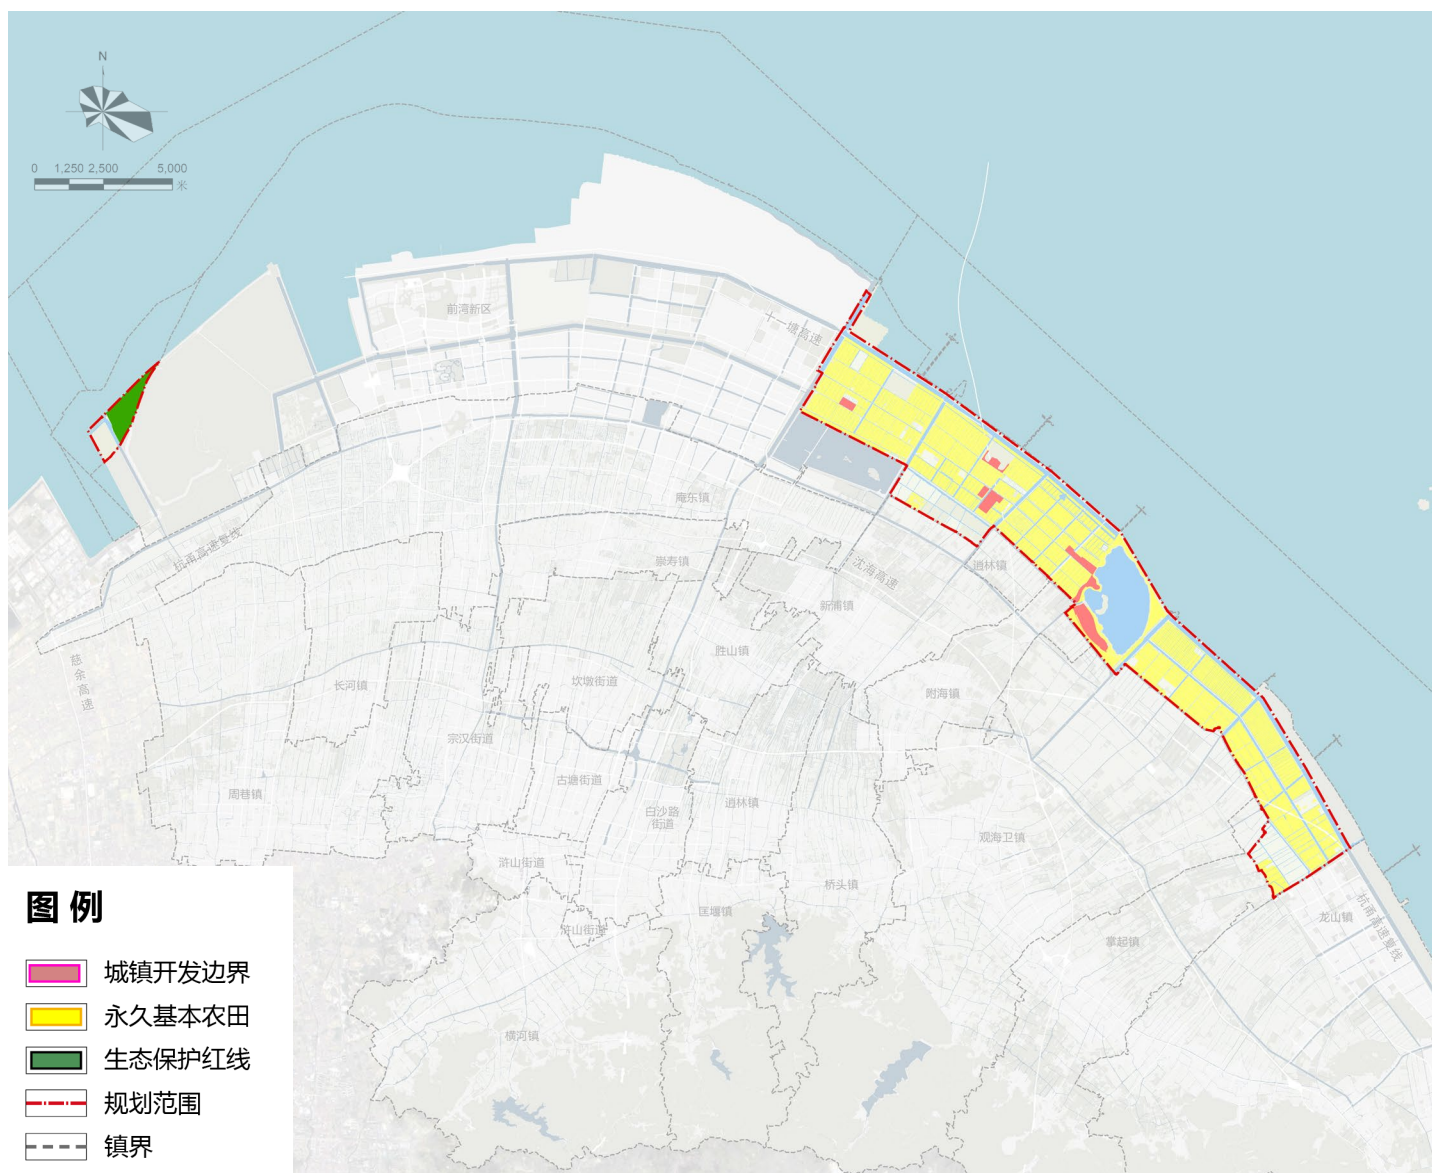 N
0 1,250 2,500 5,000
米
前湾新区
十一塘高速
杭甬高速复线
庵东镇
崇寿镇
沈海高速
逍林镇
新浦镇
慈余高速
长河镇
坎墩街道
胜山镇
附海镇
宗汉街道
古塘街道
周巷镇
白沙路
街道
逍林镇
观海卫镇
浒山街道
桥头镇
匡堰镇
浒山街道
掌起镇
龙山镇
杭甬高速复线
横河镇
图 例
城镇开发边界
永久基本农田
生态保护红线
规划范围
镇界